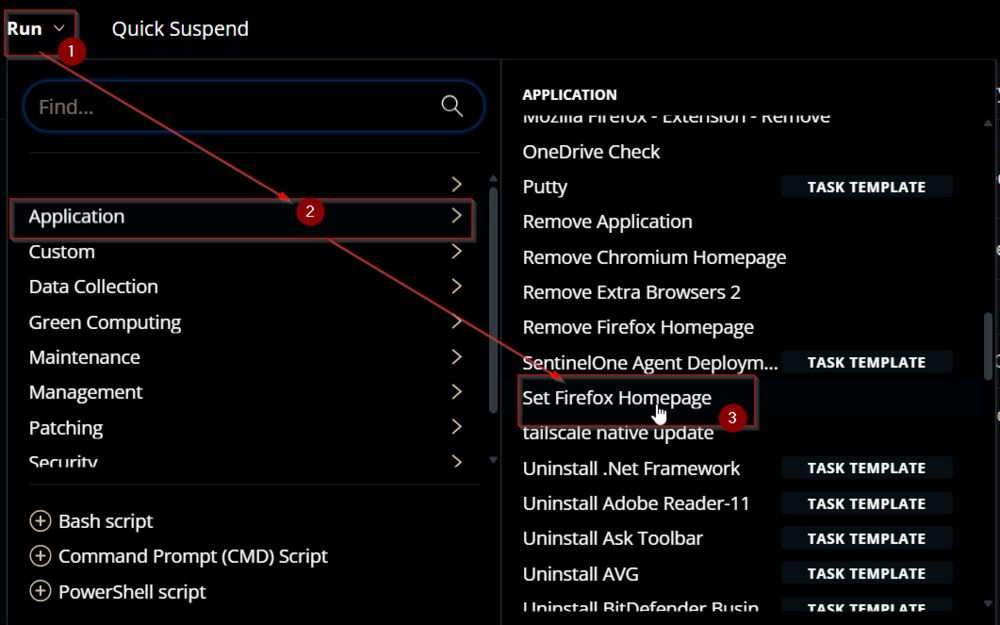 Run
Quick Suspend
1
Find...
2
Application
Custom
Data Collection
Green Computing
Maintenance
Management
Patching
Security
Bash script
Command Prompt (CMD) Script
PowerShell script
APPLICATION
Mozilla Firefox - Extension - Remove
OneDrive Check
Putty TASK TEMPLATE
Remove Application
Remove Chromium Homepage
Remove Extra Browsers 2
Remove Firefox Homepage
SentinelOne Agent Deploym... TASK TEMPLATE
Set Firefox Homepage
3
tailscale native update
Uninstall .Net Framework TASK TEMPLATE
Uninstall Adobe Reader-11 TASK TEMPLATE
Uninstall Ask Toolbar TASK TEMPLATE
Uninstall AVG TASK TEMPLATE
Uninstall BitDefender Busin TASK TEMPLATE